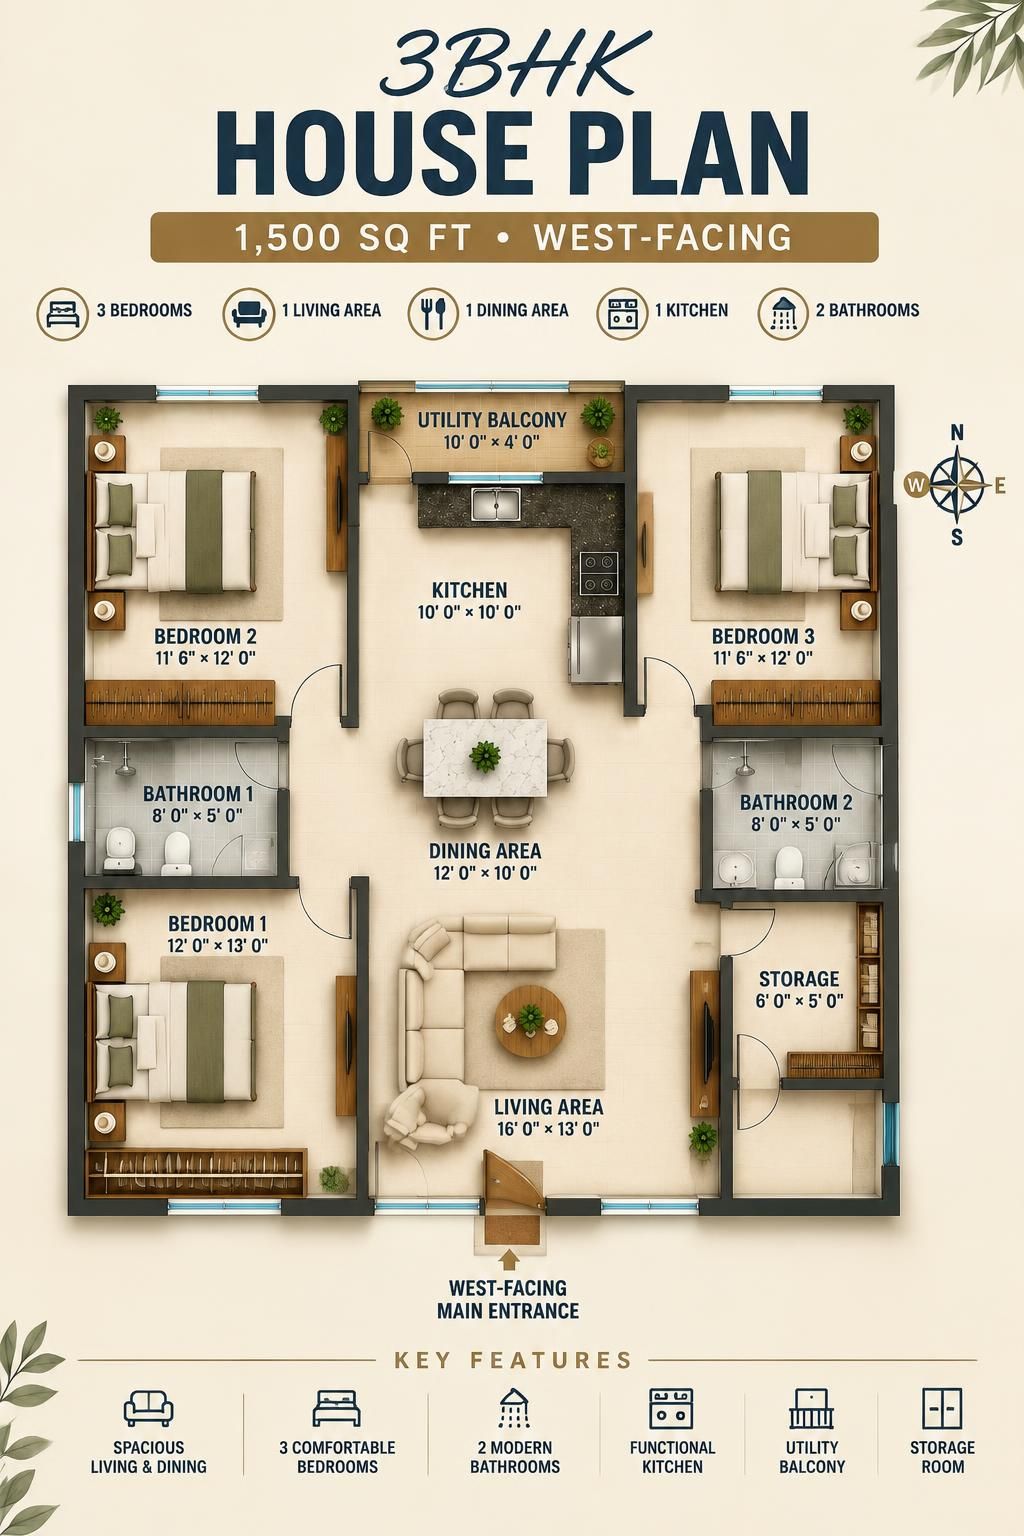 3BHK
HOUSE PLAN
1,500 SQ FT • WEST-FACING
3 BEDROOMS
1 LIVING AREA
1 DINING AREA
1 KITCHEN
2 BATHROOMS
UTILITY BALCONY
10' 0" × 4' 0"
N
W
E
S
KITCHEN
10' 0" × 10' 0"
BEDROOM 2
11' 6" × 12' 0"
BEDROOM 3
11' 6" × 12' 0"
BATHROOM 1
8' 0" × 5' 0"
BATHROOM 2
8' 0" × 5' 0"
DINING AREA
12' 0" × 10' 0"
BEDROOM 1
12' 0" × 13' 0"
STORAGE
6' 0" × 5' 0"
LIVING AREA
16' 0" × 13' 0"
WEST-FACING
MAIN ENTRANCE
KEY FEATURES
SPACIOUS
LIVING & DINING
3 COMFORTABLE
BEDROOMS
2 MODERN
BATHROOMS
FUNCTIONAL
KITCHEN
UTILITY
BALCONY
STORAGE
ROOM